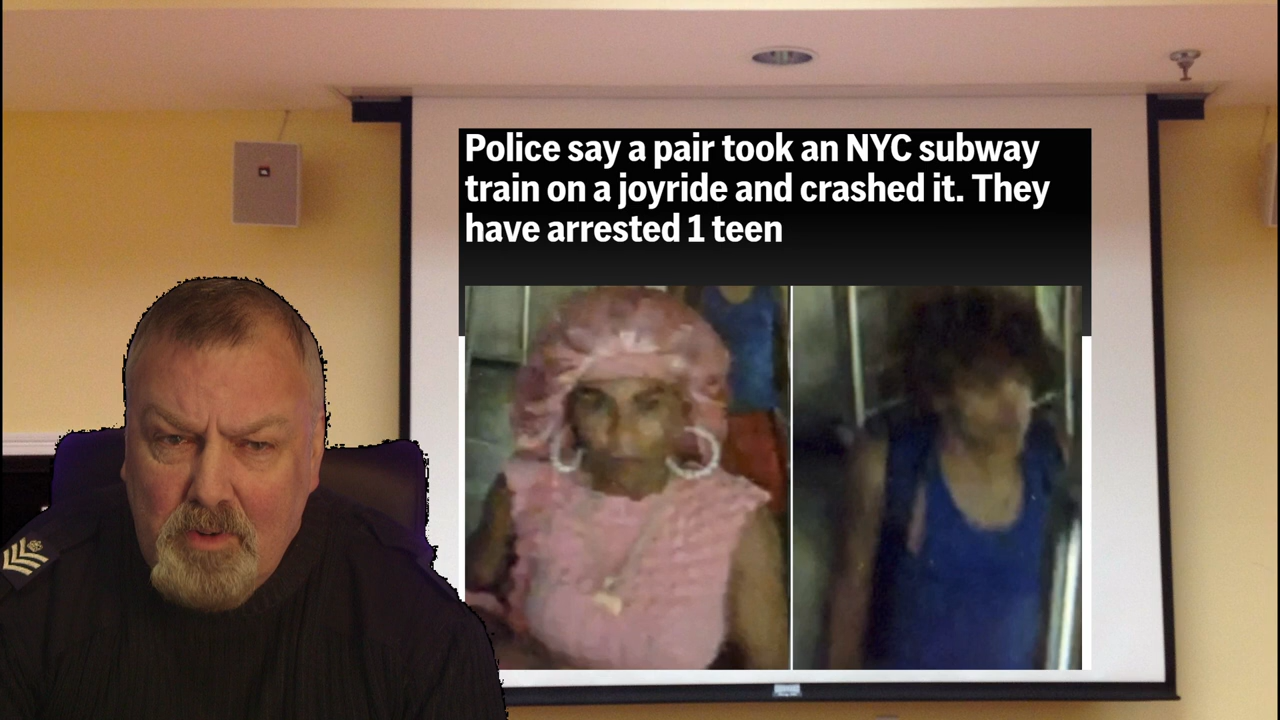 Police say a pair took an NYC subway
train on a joyride and crashed it. They
have arrested 1 teen